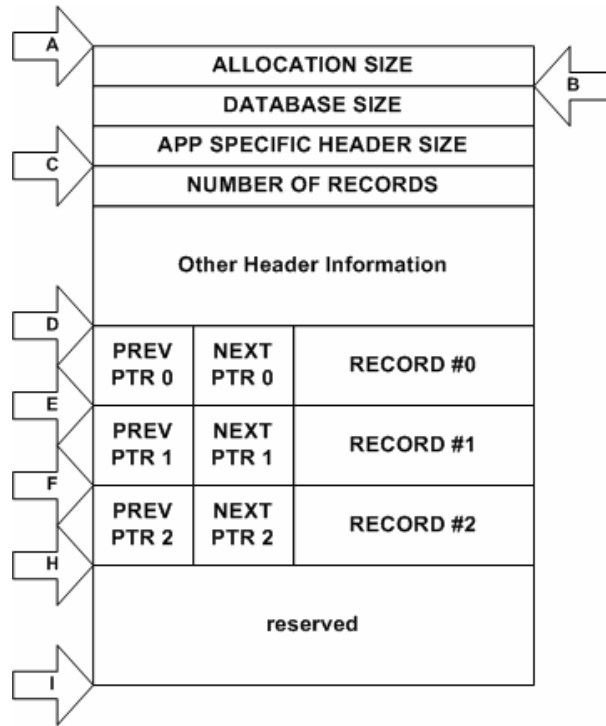 A
ALLOCATION SIZE
B
DATABASE SIZE
APP SPECIFIC HEADER SIZE
C
NUMBER OF RECORDS
Other Header Information
D
PREV
PTR 0
NEXT
PTR 0
RECORD #0
E
PREV
PTR 1
NEXT
PTR 1
RECORD #1
F
PREV
PTR 2
NEXT
PTR 2
RECORD #2
H
reserved
I